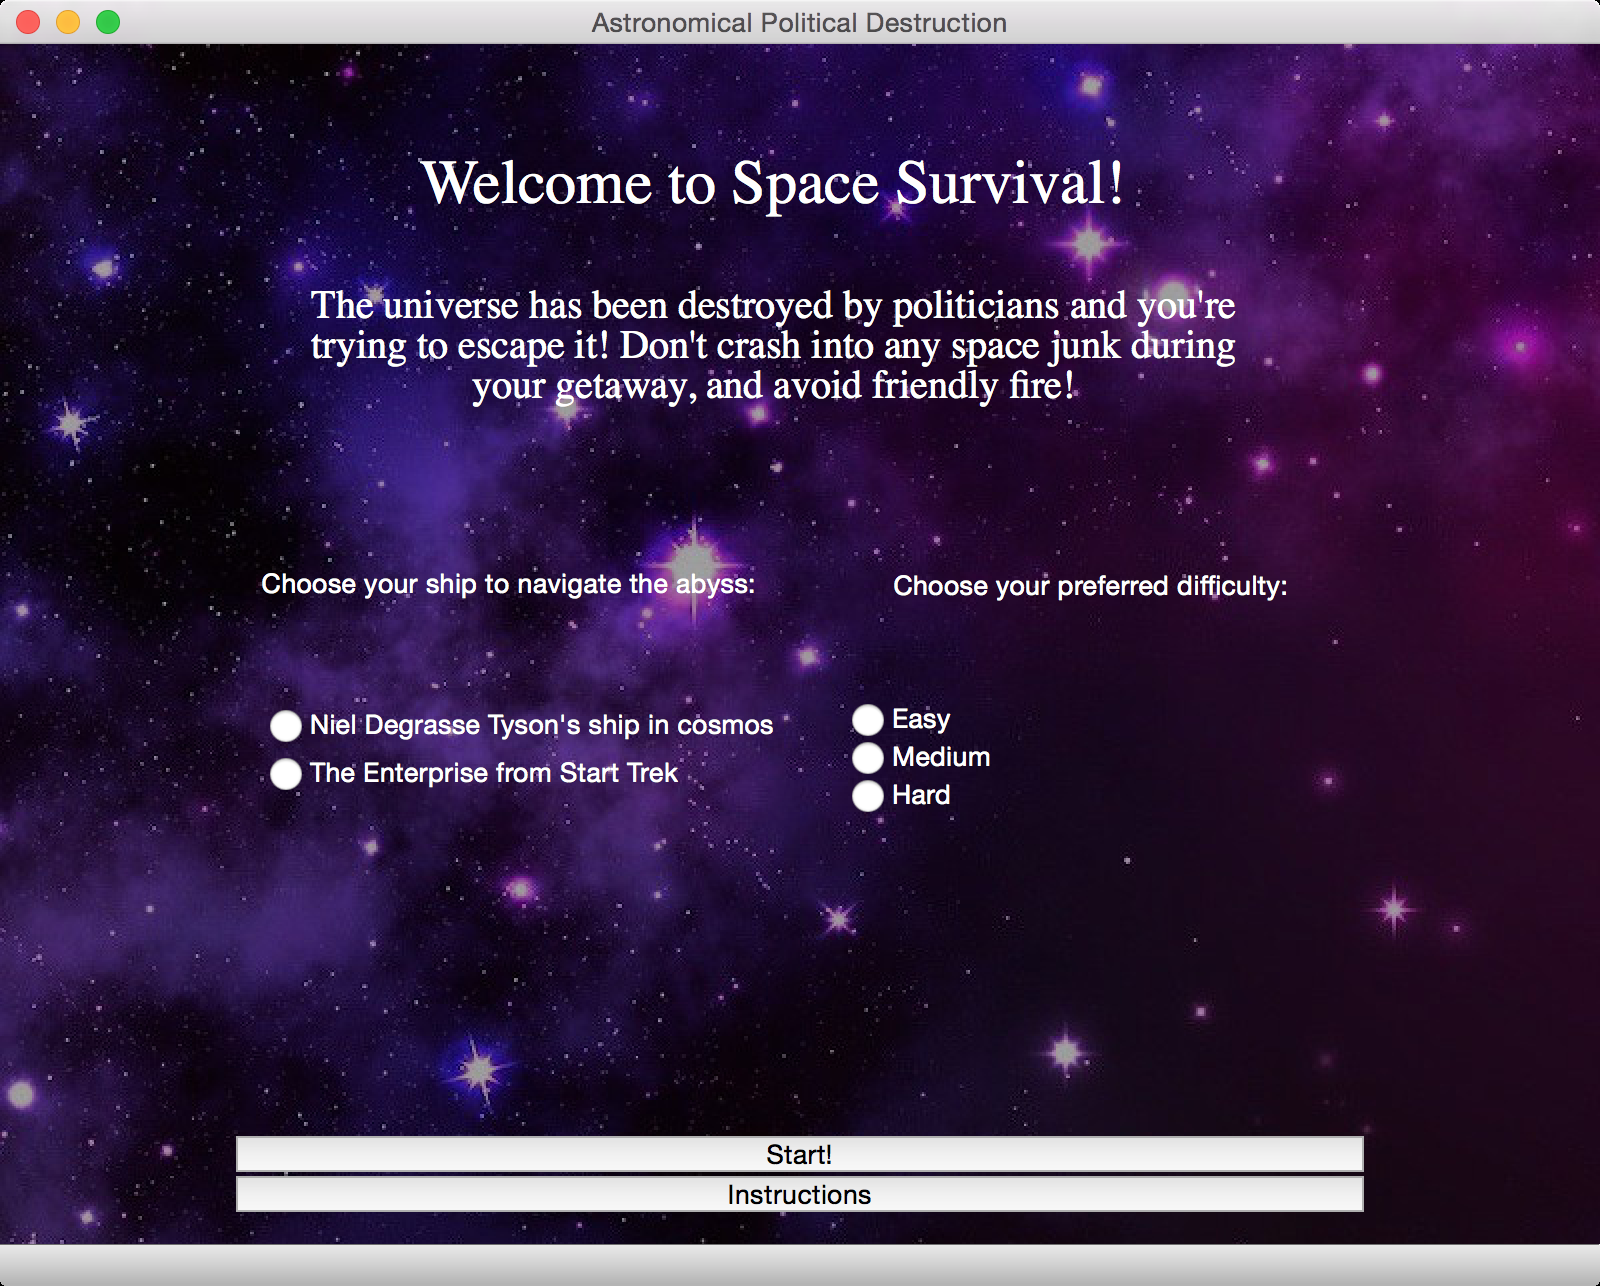 Astronomical Political Destruction
Welcome to Space Survival!
The universe has been destroyed by politicians and you're
trying to escape it! Don't crash into any space junk during
your getaway, and avoid friendly fire!
Choose your ship to navigate the abyss:
Niel Degrasse Tyson's ship in cosmos
The Enterprise from Start Trek
Choose your preferred difficulty:
Easy
Medium
Hard
Start!
Instructions